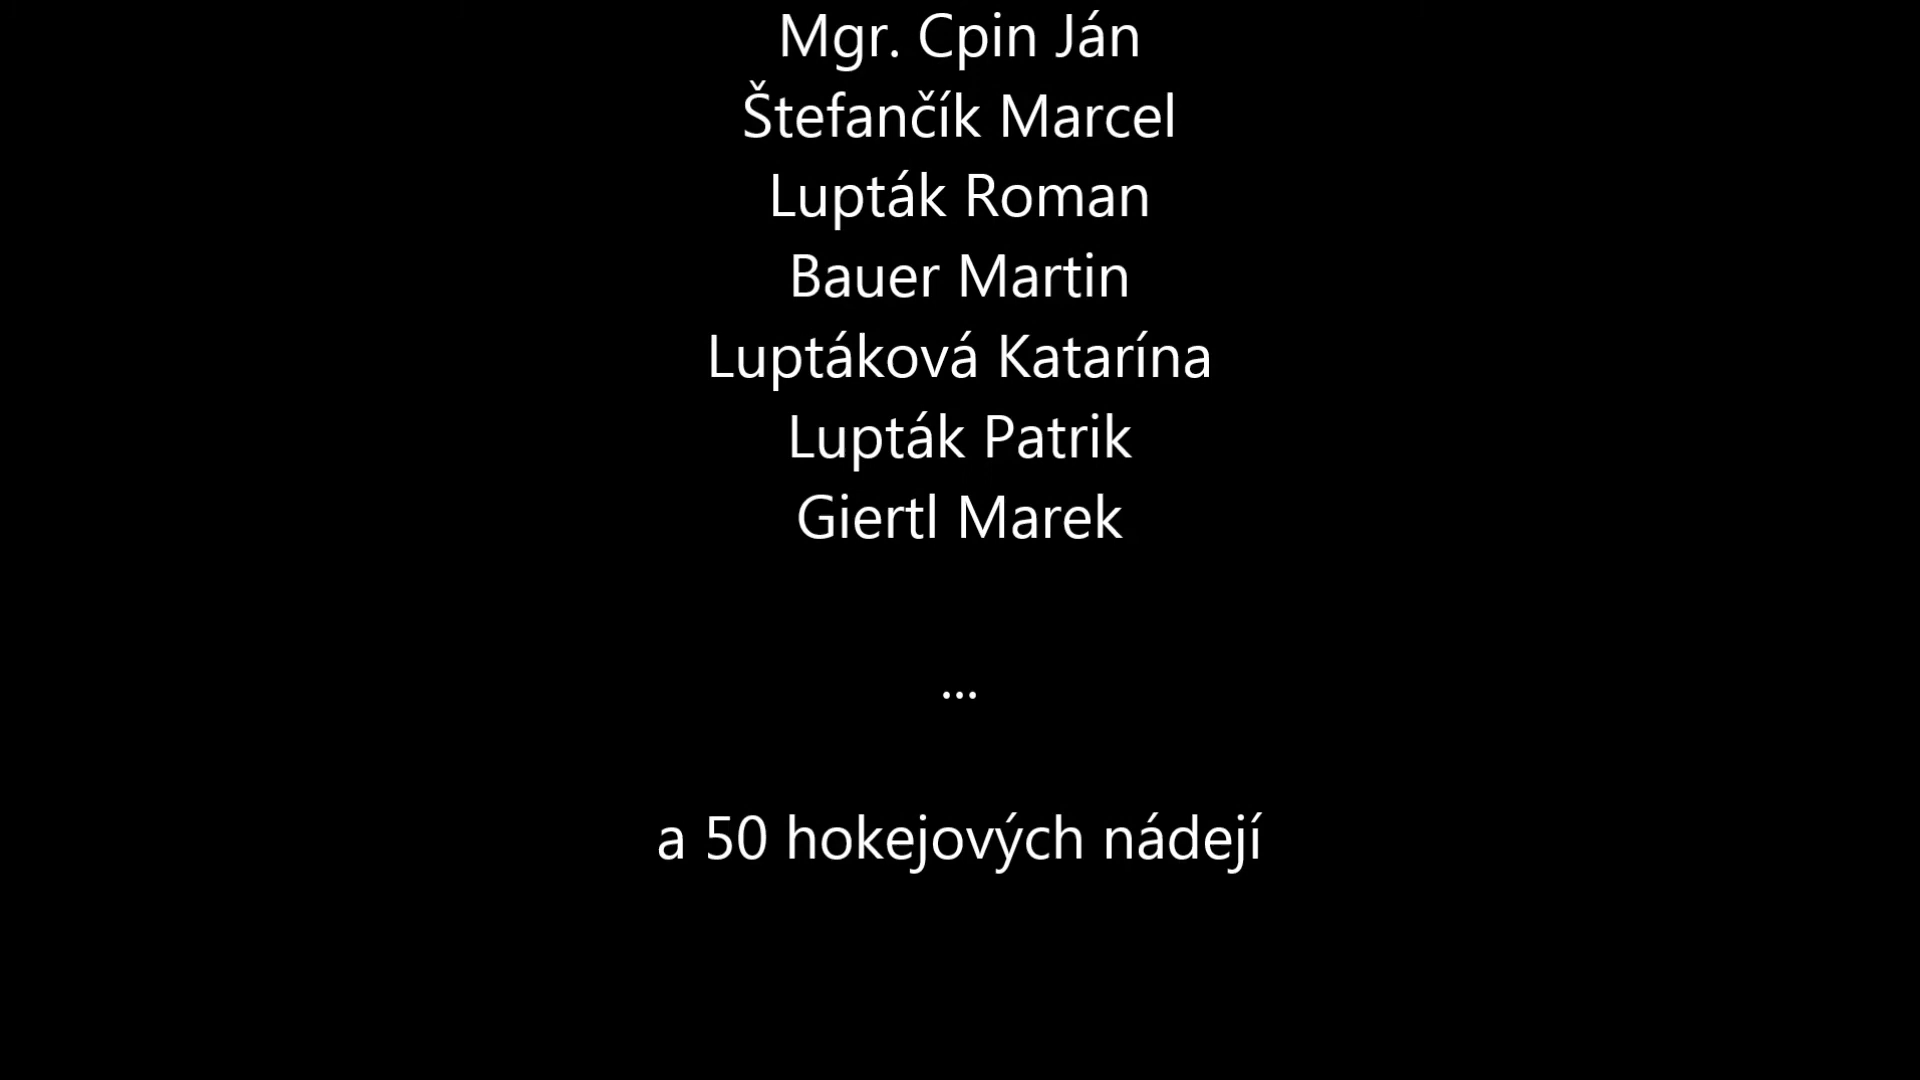 Mgr. Cpin Ján
Štefančík Marcel
Lupták Roman
Bauer Martin
Luptáková Katarína
Lupták Patrik
Giertl Marek
...
a 50 hokejových nádejí